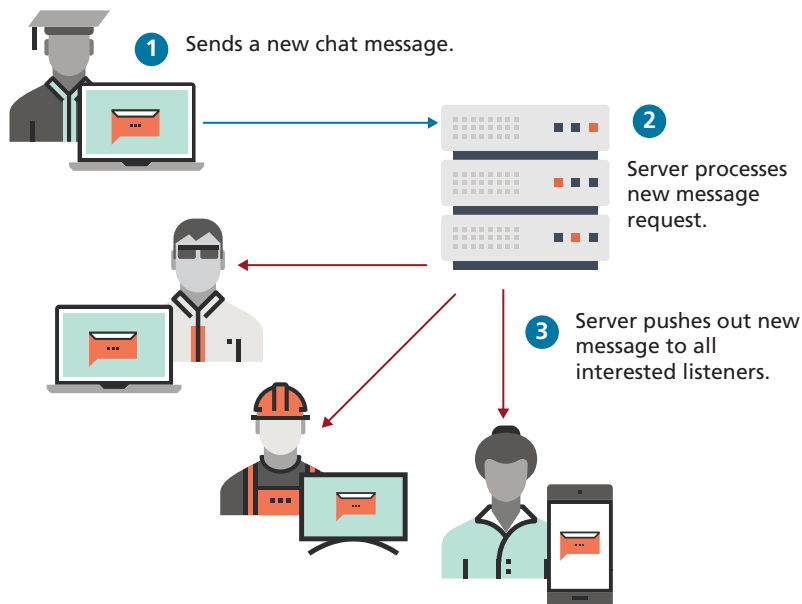 1
Sends a new chat message.
2
Server processes
new message
request.
3
Server pushes out new
message to all
interested listeners.